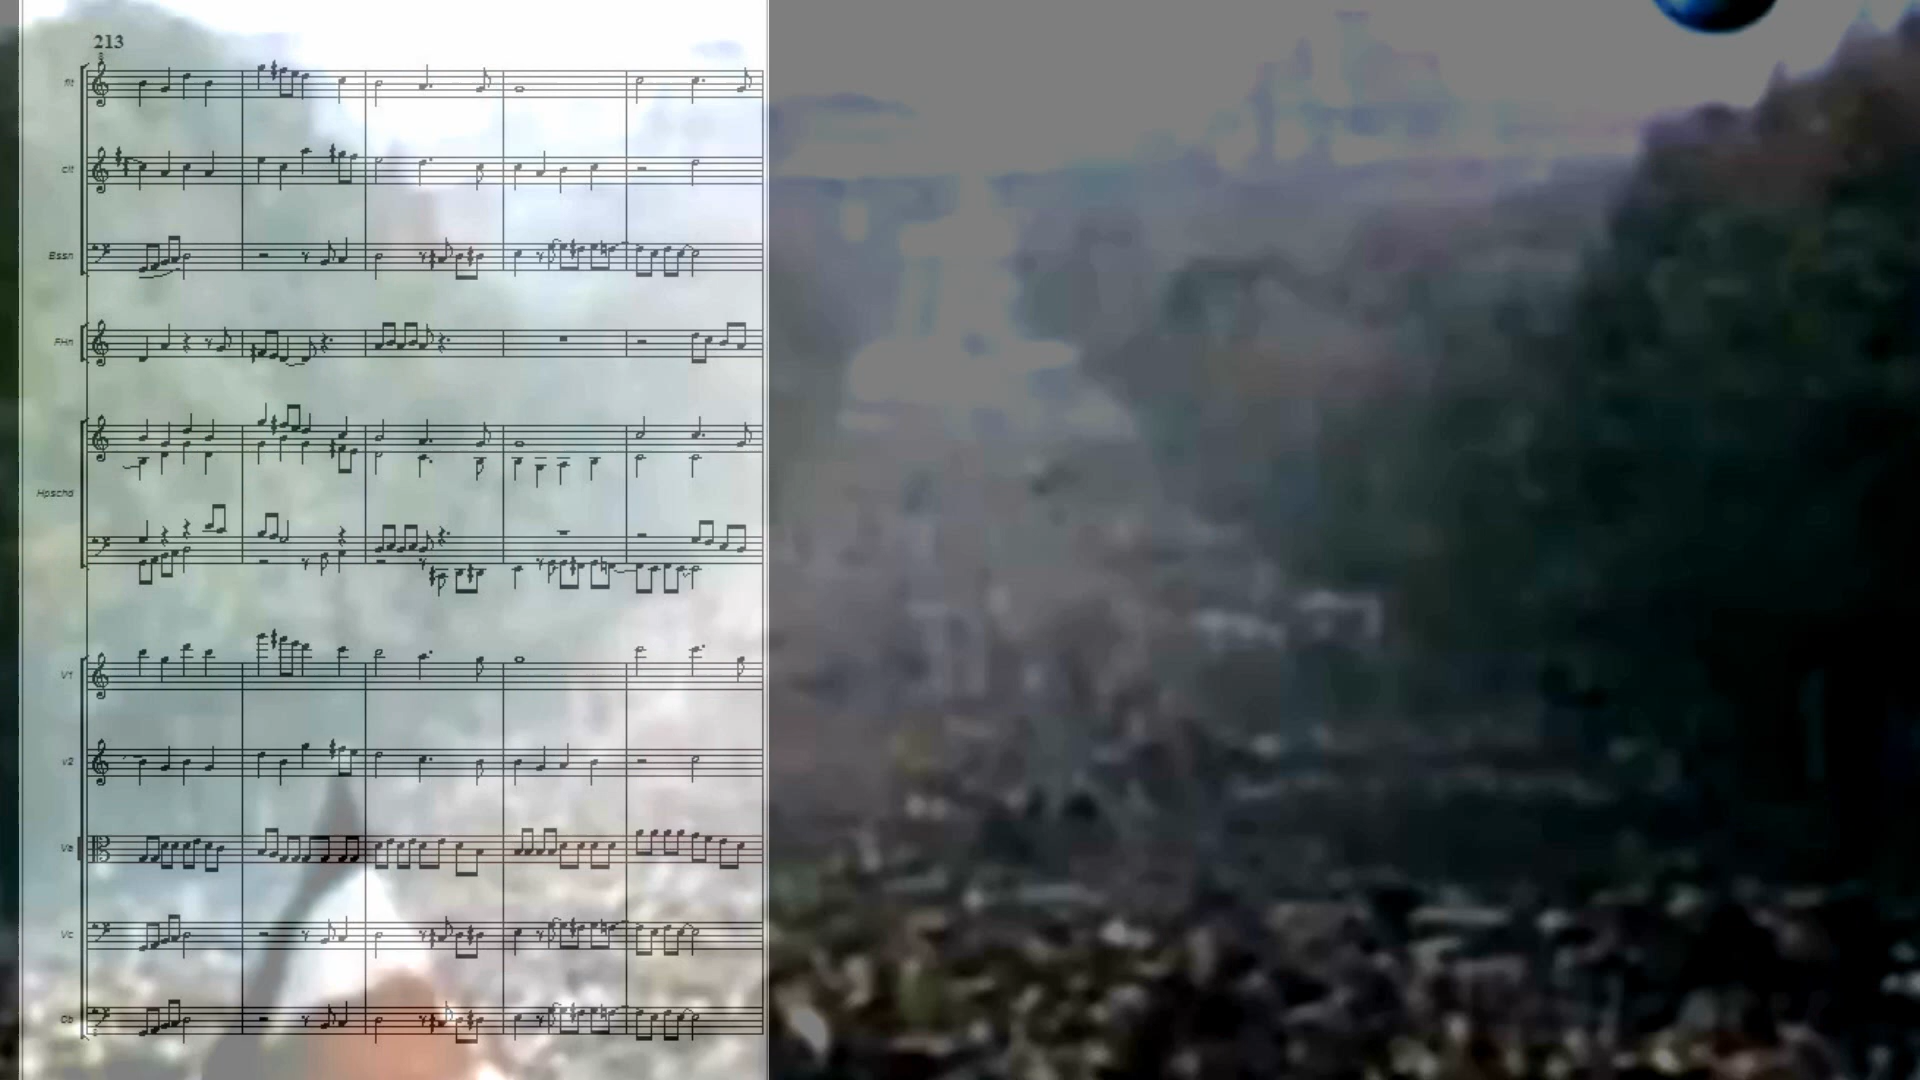 213
flt
clt
Bssn
FHn
Hpschd
V1
v2
Va
Vc
Cb